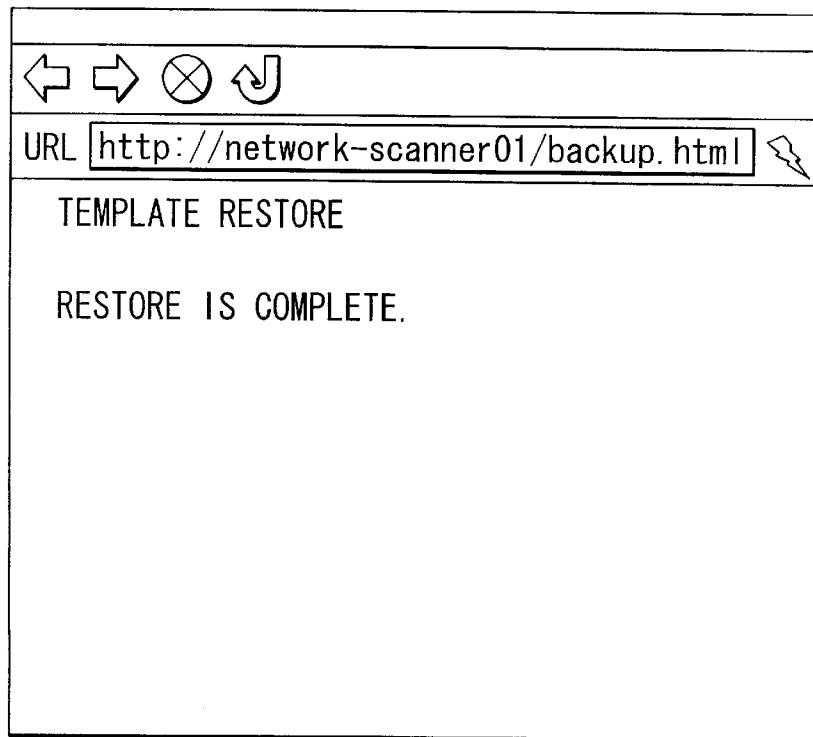 URL http://network-scanner01/backup.html
TEMPLATE RESTORE
RESTORE IS COMPLETE.